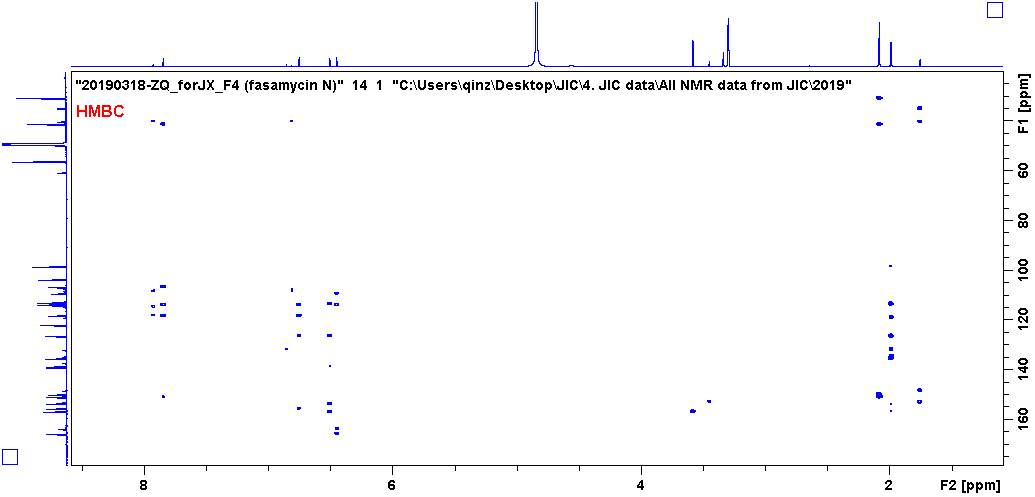 "20190318-ZQ_forJX_F4 (fasamycin N)" 14 1 "C:\Users\qinz\Desktop\JIC\4. JIC data\All NMR data from JIC\2019"
HMBC
F1 [ppm]
60
80
100
120
140
160
8
6
4
2
F2 [ppm]